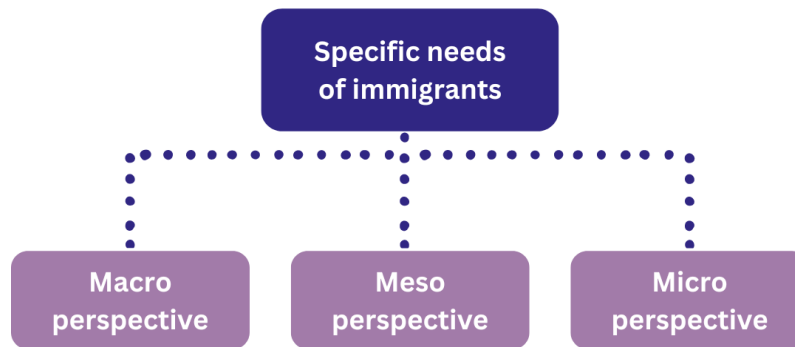 Specific needs
of immigrants
Macro
perspective
Meso
perspective
Micro
perspective